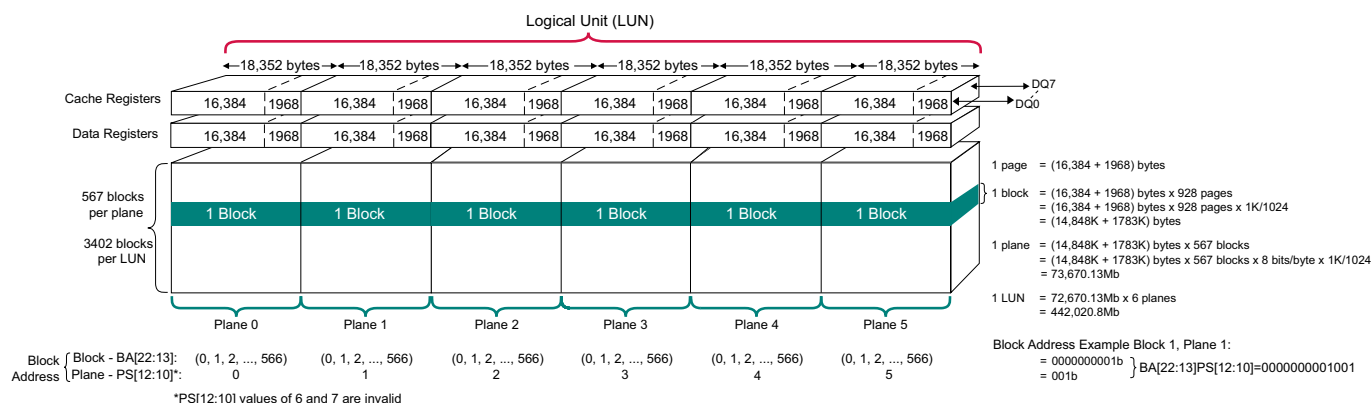 Logical Unit (LUN)
18,352 bytes 18,352 bytes 18,352 bytes 18,352 bytes 18,352 bytes 18,352 bytes
DQ7
Cache Registers 16,384 1968 16,384 1968 16,384 1968 16,384 1968 16,384 1968 16,384 1968
DQ0
Data Registers 16,384 1968 16,384 1968 16,384 1968 16,384 1968 16,384 1968 16,384 1968
567 blocks
per plane
3402 blocks
per LUN
1 Block 1 Block 1 Block 1 Block 1 Block 1 Block
1 page = (16,384 + 1968) bytes
1 block = (16,384 + 1968) bytes x 928 pages
= (16,384 + 1968) bytes x 928 pages x 1K/1024
= (14,848K + 1783K) bytes
1 plane = (14,848K + 1783K) bytes x 567 blocks
= (14,848K + 1783K) bytes x 567 blocks x 8 bits/byte x 1K/1024
= 73,670.13Mb
1 LUN = 72,670.13Mb x 6 planes
= 442,020.8Mb
Plane 0 Plane 1 Plane 2 Plane 3 Plane 4 Plane 5
Block Address
Block - BA[22:13]: (0, 1, 2, ..., 566) (0, 1, 2, ..., 566) (0, 1, 2, ..., 566) (0, 1, 2, ..., 566) (0, 1, 2, ..., 566) (0, 1, 2, ..., 566)
Plane - PS[12:10]*: 0 1 2 3 4 5
*PS[12:10] values of 6 and 7 are invalid
Block Address Example Block 1, Plane 1:
= 0000000001b
= 001b
BA[22:13]PS[12:10]=0000000001001